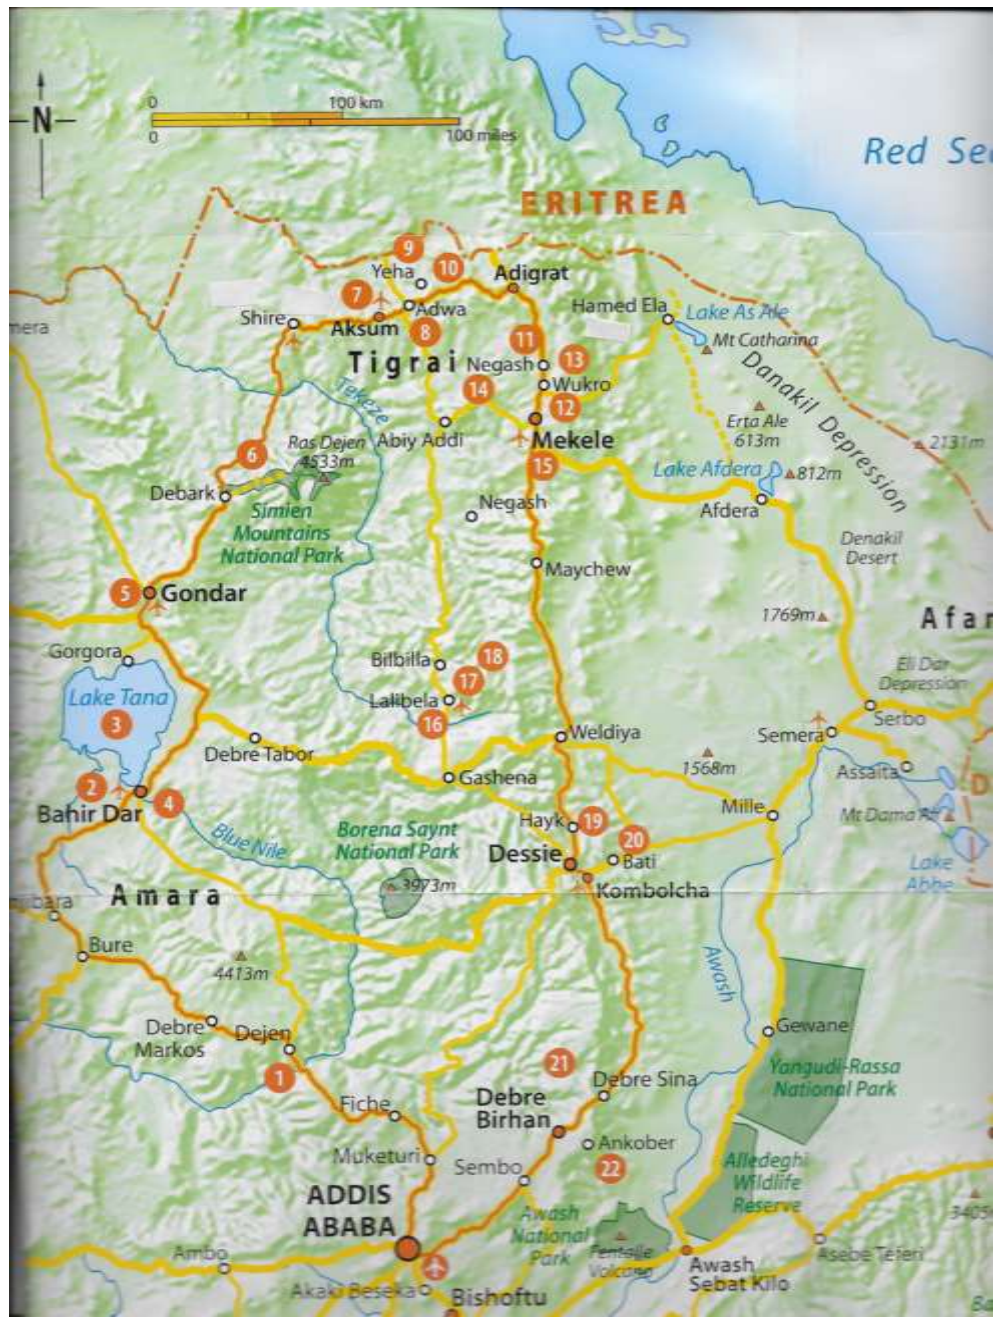 0
100 km
N
0
100 miles
Red Sea
ERITREA
9
Yeha
10
Adigrat
7
Hamed Ela
Lake As Ale
Shire
Aksum
Adwa
8
mera
11
Mt Catharina
Tigrai
Negash
13
Danakil Depression
Tekeze
14
Wukro
12
Erta Ale
613m
Abiy Addi
Mekele
2131m
6
Ras Dejen
4533m
15
Lake Afdera
812m
Debark
Negash
Afdera
Simien
Mountains
National Park
Denakil
Desert
Maychew
5
Gondar
1769m
Afar
Gorgora
Bilbilla
18
Eli Dar
Depression
Lake Tana
17
3
Lalibela
16
Serbo
Debre Tabor
Weldiya
Semera
1568m
Gashena
Assaita
2
Bahir Dar
4
Mille
D
Hayk
19
Mt Dama Ali
Blue Nile
Borena Saynt
National Park
20
Dessie
Bati
Lake
Abbe
Amara
3973m
Kombolcha
Bure
4413m
Awash
Debre
Markos
Dejen
Gewane
1
21
Yangudi-Rassa
National Park
Debre Sina
Fiche
Debre
Birhan
Muketuri
Ankober
Sembo
22
Alledeghi
Wildlife
Reserve
ADDIS
ABABA
Awash
National
Park
Fentalle
Volcano
Ambo
Asebe Teferi
Awash
Sebat Kilo
Akaki Beseka
Bishoftu